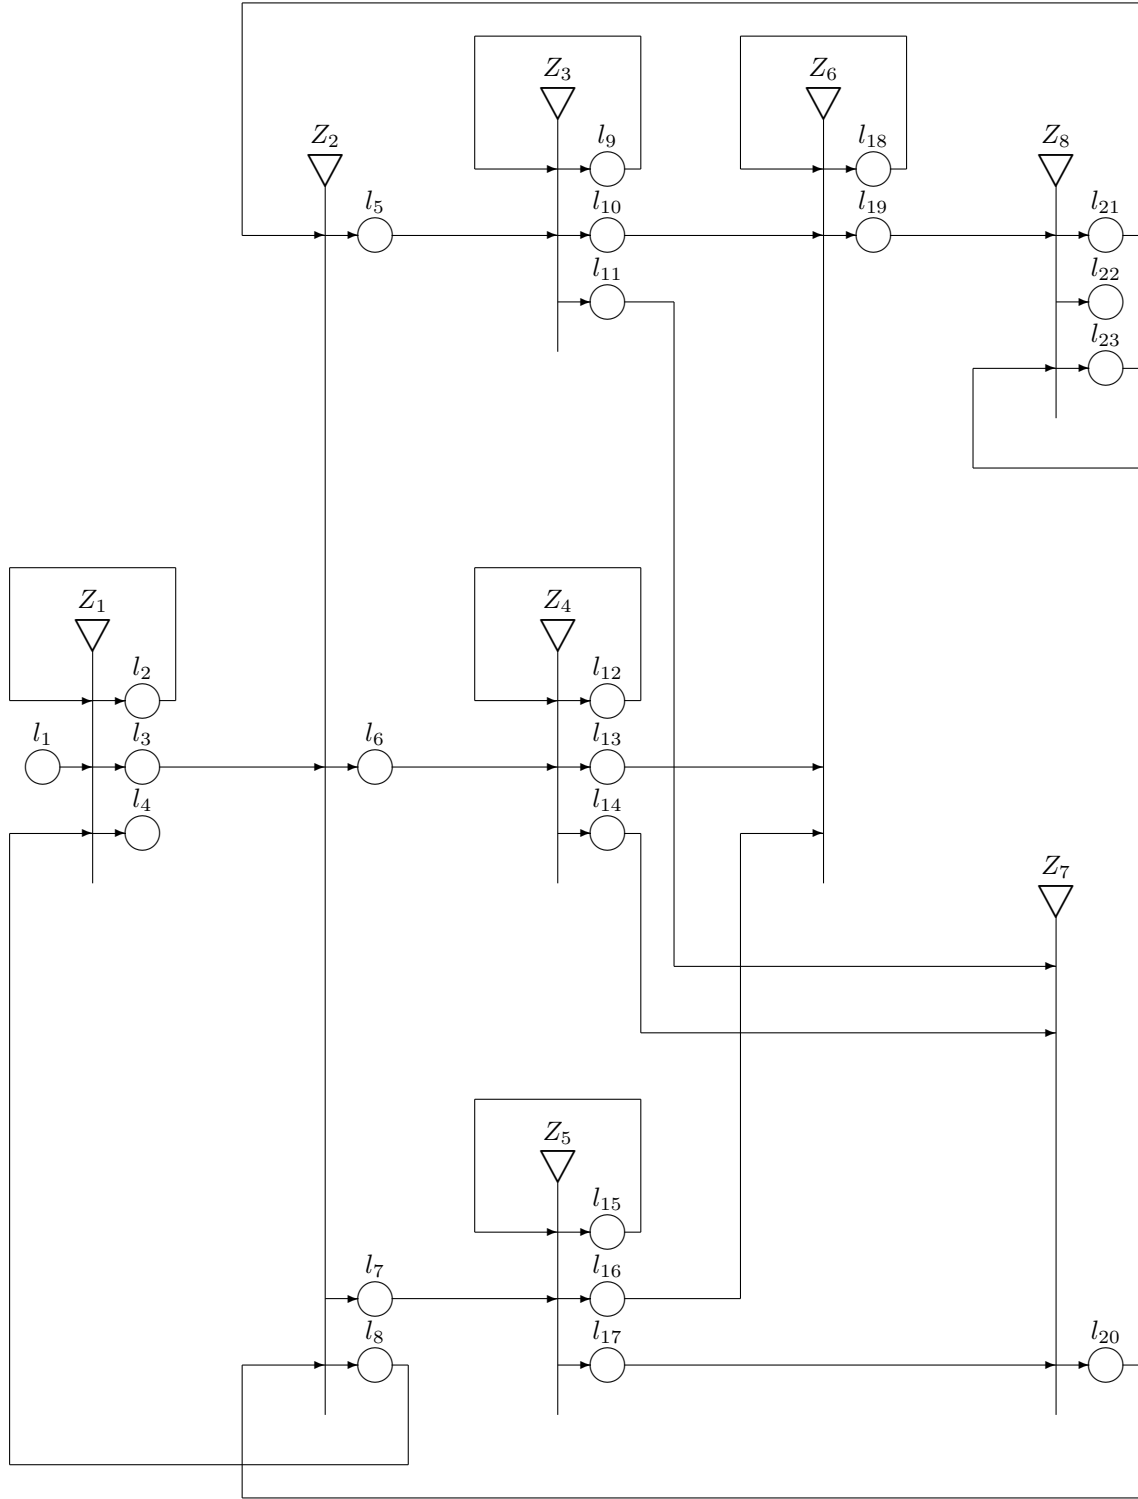 Z₃
Z₆
Z₂
l₉
l₁₈
Z₈
l₅
l₁₀
l₁₉
l₂₁
l₁₁
l₂₂
l₂₃
Z₁
Z₄
l₂
l₁₂
l₁
l₃
l₆
l₁₃
l₄
l₁₄
Z₇
Z₅
l₁₅
l₇
l₁₆
l₈
l₁₇
l₂₀